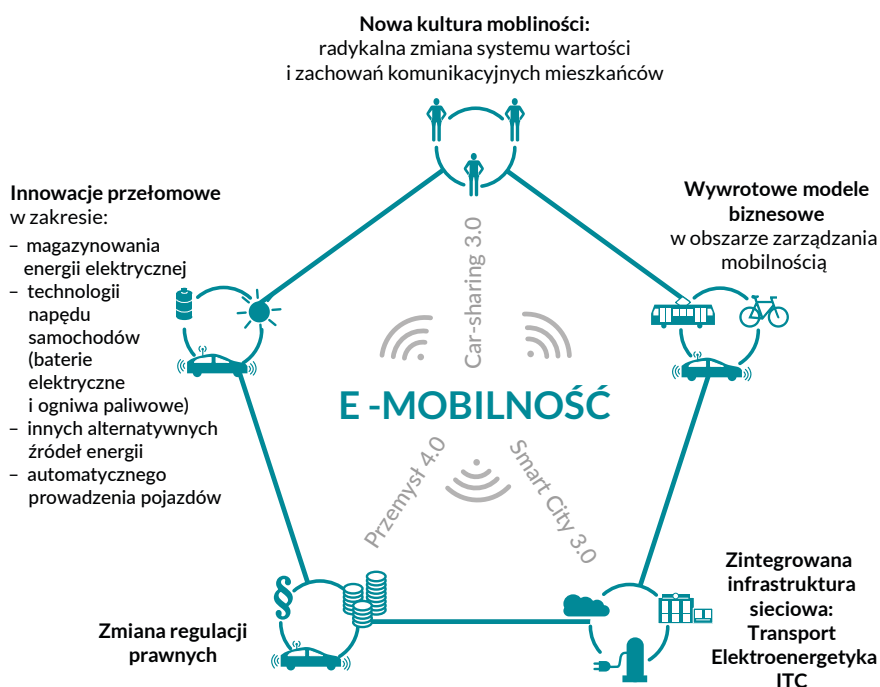 Nowa kultura mobliności:
radykalna zmiana systemu wartości
i zachowań komunikacyjnych mieszkańców
Innowacje przełomowe
w zakresie:
– magazynowania
energii elektrycznej
– technologii
napędu
samochodów
(baterie
elektryczne
i ogniwa paliwowe)
– innych alternatywnych
źródeł energii
– automatycznego
prowadzenia pojazdów
Wywrotowe modele
biznesowe
w obszarze zarządzania
mobilnością
Car-sharing 3.0
E -MOBILNOŚĆ
Przemysł 4.0
Smart City 3.0
§
Zmiana regulacji
prawnych
Zintegrowana
infrastruktura
sieciowa:
Transport
Elektroenergetyka
ITC